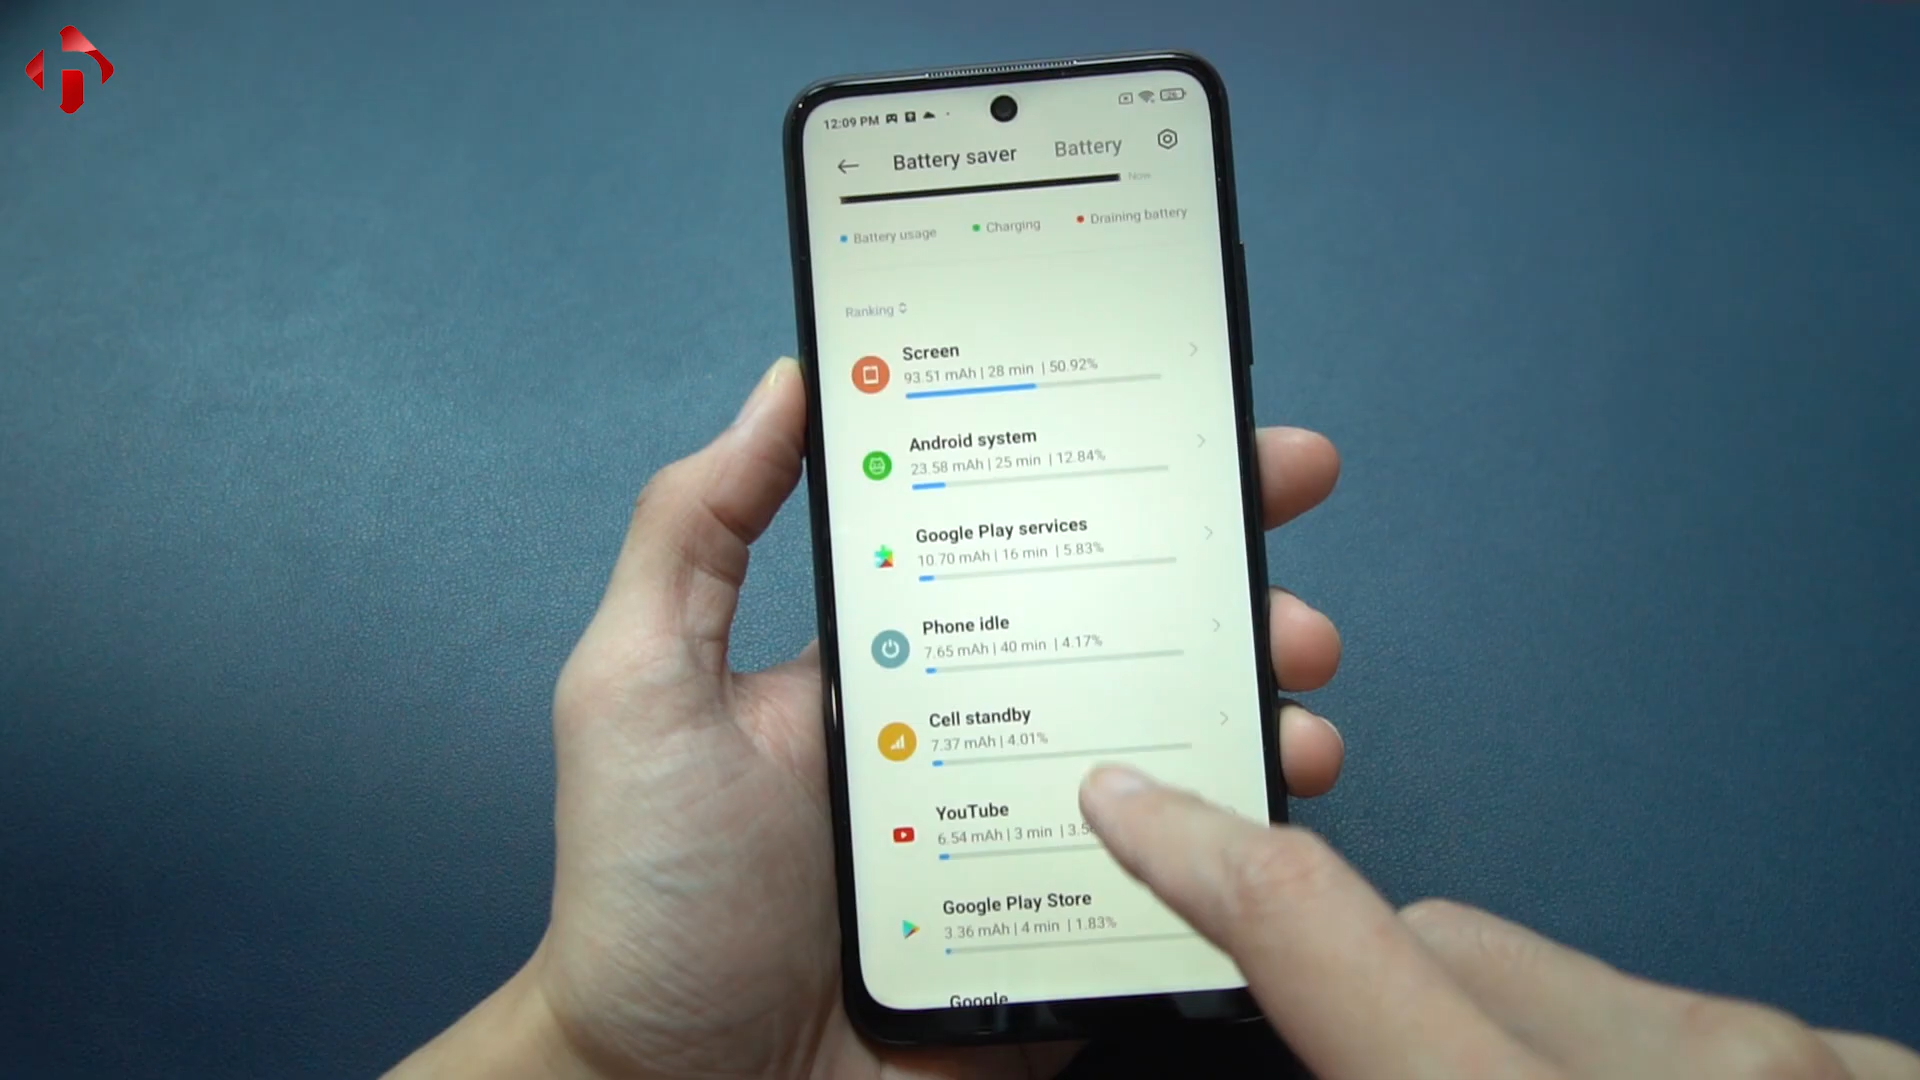 12:09 PM
Battery saver
Battery
Now
Battery usage
Charging
Draining battery
Ranking
Screen
93.51 mAh | 28 min | 50.92%
Android system
23.58 mAh | 25 min | 12.84%
Google Play services
10.70 mAh | 16 min | 5.83%
Phone idle
7.65 mAh | 40 min | 4.17%
Cell standby
7.37 mAh | 4.01%
YouTube
6.54 mAh | 3 min | 3.5
Google Play Store
3.36 mAh | 4 min | 1.83%
Google